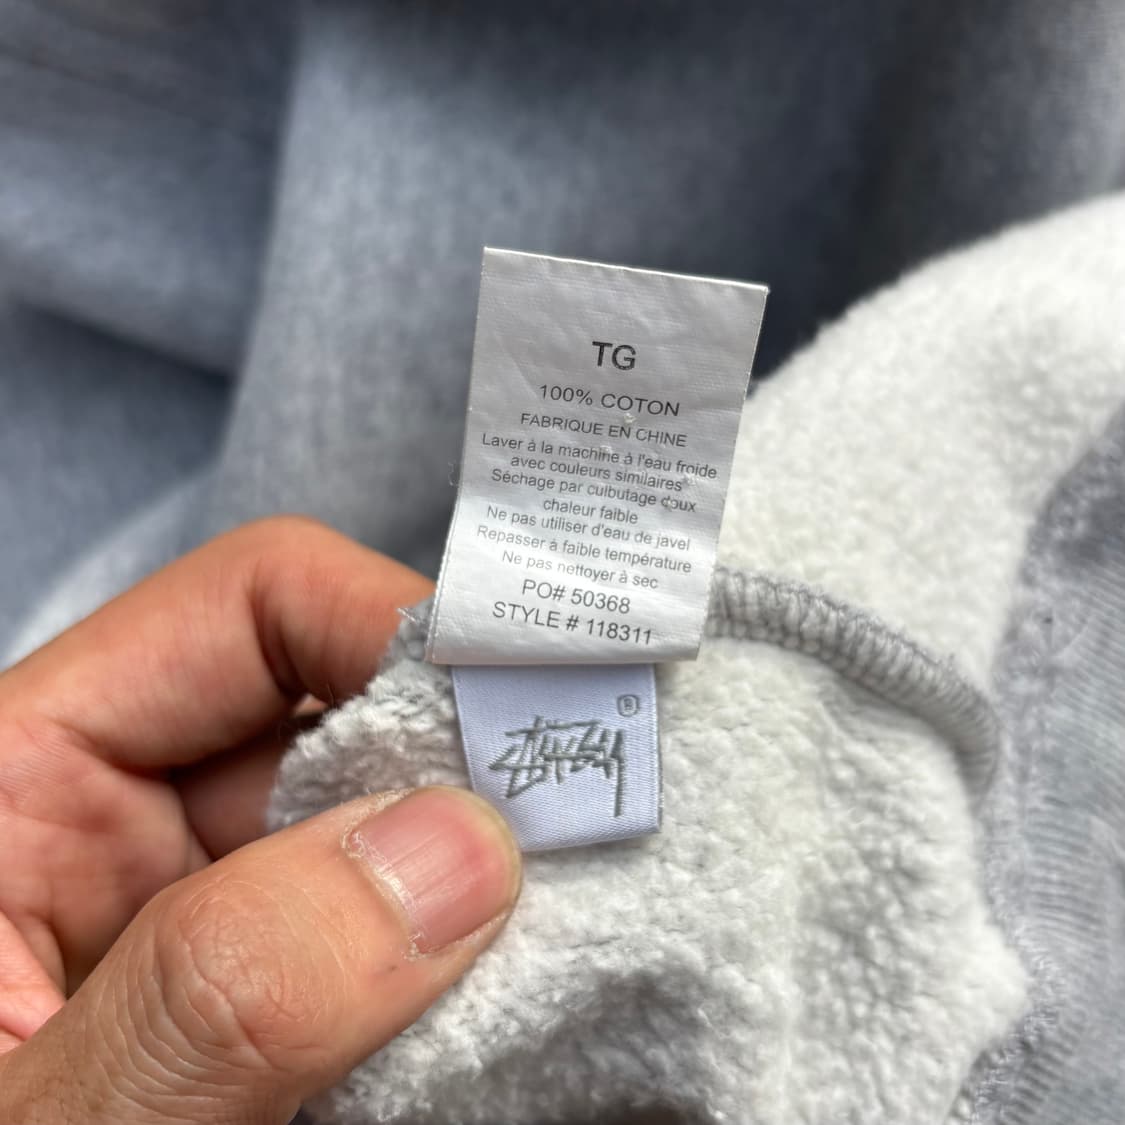 TG
100% COTON
FABRIQUE EN CHINE
Laver à la machine à l'eau froide
avec couleurs similaires
Séchage par culbutage doux
chaleur faible
Ne pas utiliser d'eau de javel
Repasser à faible température
Ne pas nettoyer à sec
PO# 50368
STYLE # 118311
®
Stüssy